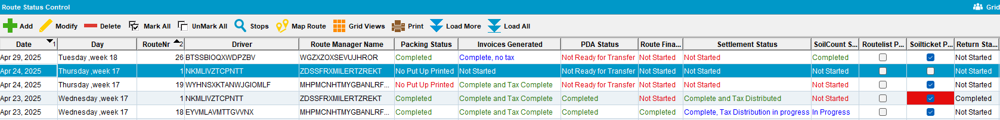 Route Status Control Grid
Add Modify Delete Mark All UnMark All Stops Map Route Grid Views Print Load More Load All
Date 1 Day RouteNr 2 Driver Route Manager Name Packing Status Invoices Generated PDA Status Route Fina... Settlement Status SoilCount S... Routelist P... Soilticket P... Return Sta...
Apr 29, 2025 Tuesday ,week 18 26 BTSSBIOQXWDPZBV WGZXZOXSEVUJHROR Completed Complete, no tax Not Ready for Transfer Not Started Not Started Completed Not Started
Apr 24, 2025 Thursday ,week 17 1 NKMLIVZTCPNTT ZDSSFRXMILERTZREKT No Put Up Printed Not Started Not Ready for Transfer Not Started Not Started Not Started Not Started
Apr 24, 2025 Thursday ,week 17 19 WYHNSXKTANWJGIOMLF MHPMCNHTMYGBANLRF... No Put Up Printed Complete and Tax Complete Not Ready for Transfer Not Started Not Started Not Started Not Started
Apr 23, 2025 Wednesday ,week 17 1 NKMLIVZTCPNTT ZDSSFRXMILERTZREKT Completed Complete and Tax Complete Completed Not Started Complete and Tax Distributed Not Started Completed
Apr 23, 2025 Wednesday ,week 17 18 EYVMLAVMTTGVVNX MHPMCNHTMYGBANLRF... Completed Complete and Tax Complete Completed Completed Complete, Tax Distribution in progress In Progress Not Started